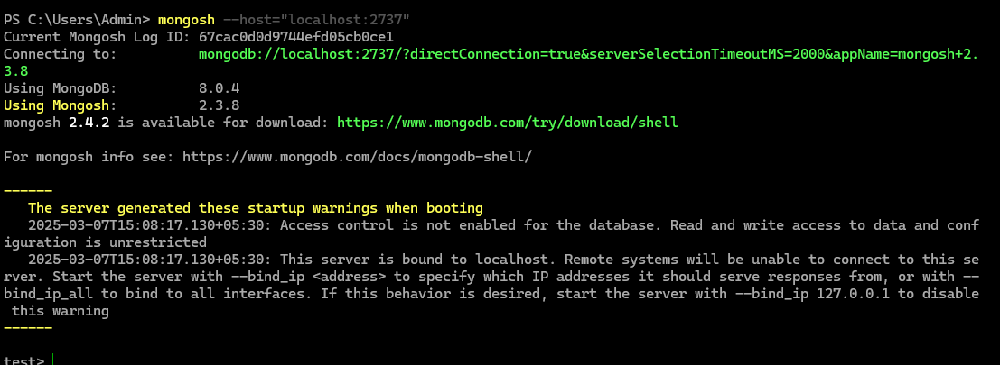 PS C:\Users\Admin> mongosh --host="localhost:2737"
Current Mongosh Log ID: 67cac0d0d9744efd05cb0ce1
Connecting to:          mongodb://localhost:2737/?directConnection=true&serverSelectionTimeoutMS=2000&appName=mongosh+2.
3.8
Using MongoDB:          8.0.4
Using Mongosh:          2.3.8
mongosh 2.4.2 is available for download: https://www.mongodb.com/try/download/shell
For mongosh info see: https://www.mongodb.com/docs/mongodb-shell/
------
   The server generated these startup warnings when booting
   2025-03-07T15:08:17.130+05:30: Access control is not enabled for the database. Read and write access to data and conf
iguration is unrestricted
   2025-03-07T15:08:17.130+05:30: This server is bound to localhost. Remote systems will be unable to connect to this se
rver. Start the server with --bind_ip <address> to specify which IP addresses it should serve responses from, or with --
bind_ip_all to bind to all interfaces. If this behavior is desired, start the server with --bind_ip 127.0.0.1 to disable
 this warning
------
test>